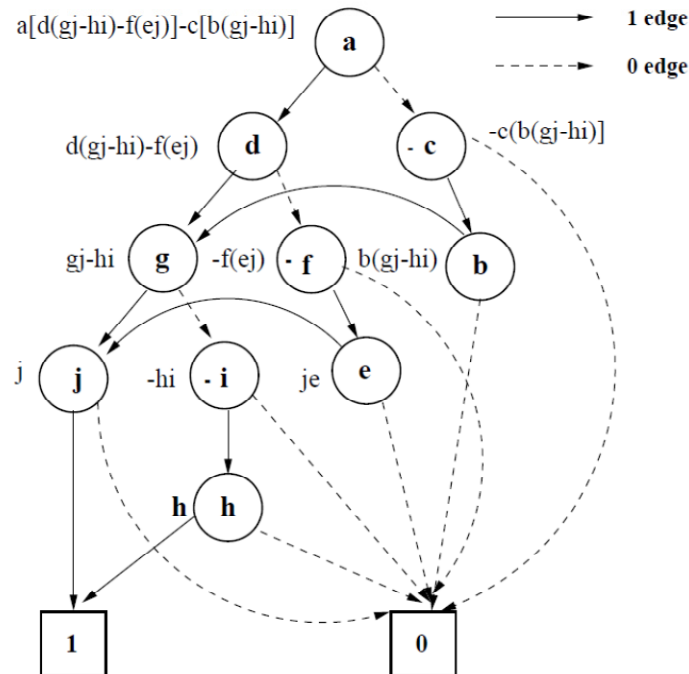 a[d(gj-hi)-f(ej)]-c[b(gj-hi)]
a
1 edge
0 edge
d(gj-hi)-f(ej)
d
- c
-c(b(gj-hi)]
gj-hi
g
-f(ej)
- f
b(gj-hi)
b
j
j
-hi
- i
je
e
h
h
1
0